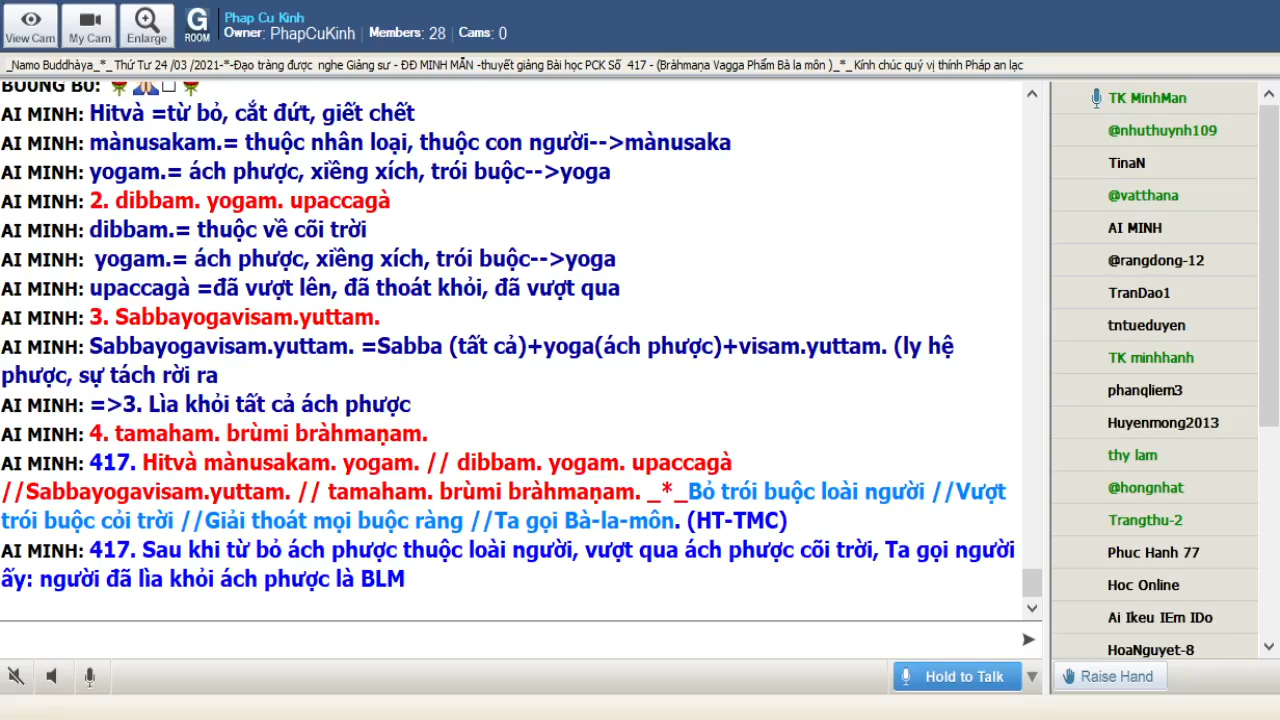 View Cam
My Cam
Enlarge
G
ROOM
Phap Cu Kinh
Owner: PhapCuKinh | Members: 28 | Cams: 0
_Namo Buddhàya_*_ Thứ Tư 24 /03 /2021-*-Đạo tràng được nghe Giảng sư - ĐĐ MINH MẪN -thuyết giảng Bài học PCK Số 417 - (Bràhmaṇa Vagga Phẩm Bà la môn )_*_ Kính chúc quý vị thính Pháp an lạc
AI MINH: Hitvà =từ bỏ, cắt đứt, giết chết
AI MINH: mànusakam.= thuộc nhân loại, thuộc con người-->mànusaka
AI MINH: yogam.= ách phược, xiềng xích, trói buộc-->yoga
AI MINH: 2. dibbam. yogam. upaccagà
AI MINH: dibbam.= thuộc về cõi trời
AI MINH: yogam.= ách phược, xiềng xích, trói buộc-->yoga
AI MINH: upaccagà =đã vượt lên, đã thoát khỏi, đã vượt qua
AI MINH: 3. Sabbayogavisam.yuttam.
AI MINH: Sabbayogavisam.yuttam. =Sabba (tất cả)+yoga(ách phược)+visam.yuttam. (ly hệ
phược, sự tách rời ra
AI MINH: =>3. Lìa khỏi tất cả ách phược
AI MINH: 4. tamaham. brùmi bràhmaṇam.
AI MINH: 417. Hitvà mànusakam. yogam. // dibbam. yogam. upaccagà
//Sabbayogavisam.yuttam. // tamaham. brùmi bràhmaṇam. _*_Bỏ trói buộc loài người //Vượt
trói buộc cỏi trời //Giải thoát mọi buộc ràng //Ta gọi Bà-la-môn. (HT-TMC)
AI MINH: 417. Sau khi từ bỏ ách phược thuộc loài người, vượt qua ách phược cõi trời, Ta gọi người
ấy: người đã lìa khỏi ách phược là BLM
Hold to Talk
TK MinhMan
@nhuthuynh109
TinaN
@vatthana
AI MINH
@rangdong-12
TranDao1
tntueduyen
TK minhhanh
phanqliem3
Huyenmong2013
thy lam
@hongnhat
Trangthu-2
Phuc Hanh 77
Hoc Online
Ai Ikeu IEm IDo
HoaNguyet-8
Raise Hand